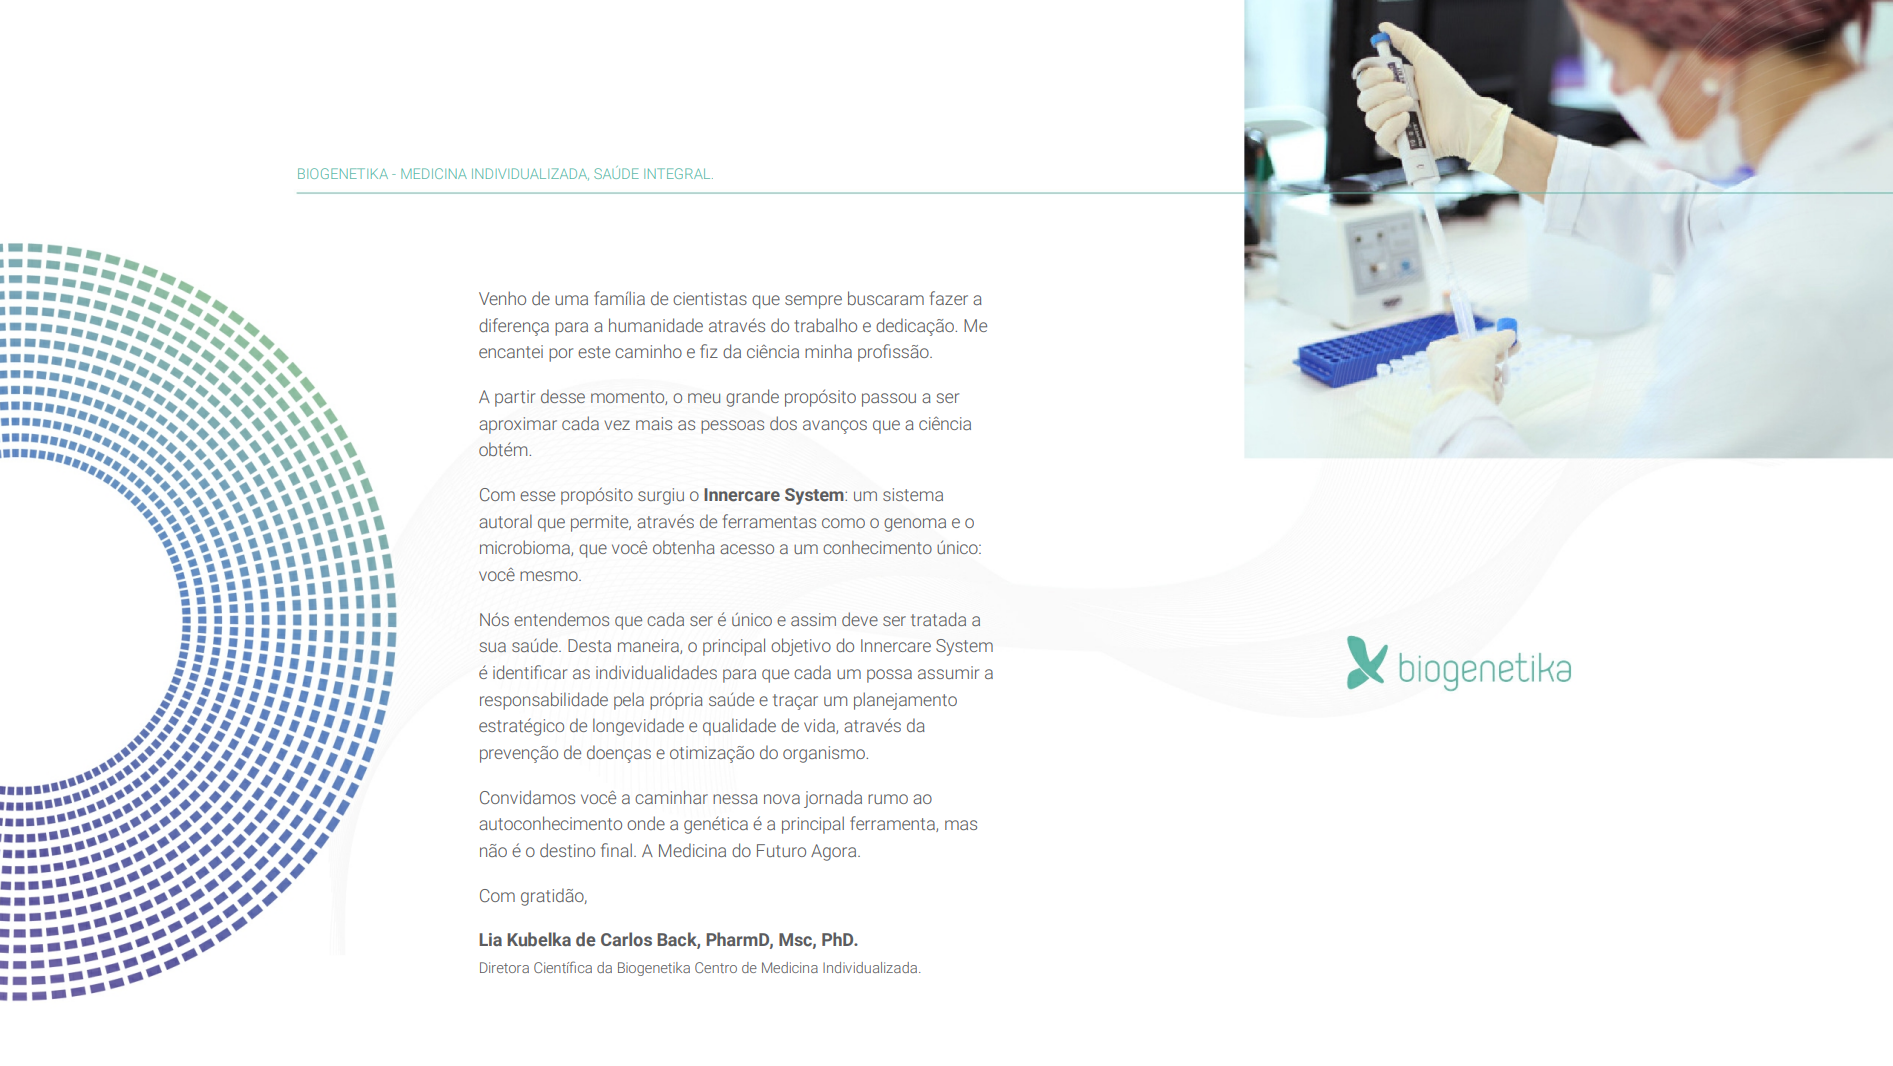 BIOGENETIKA - MEDICINA INDIVIDUALIZADA, SAÚDE INTEGRAL.
Venho de uma família de cientistas que sempre buscaram fazer a
diferença para a humanidade através do trabalho e dedicação. Me
encantei por este caminho e fiz da ciência minha profissão.
A partir desse momento, o meu grande propósito passou a ser
aproximar cada vez mais as pessoas dos avanços que a ciência
obtém.
Com esse propósito surgiu o Innercare System: um sistema
autoral que permite, através de ferramentas como o genoma e o
microbioma, que você obtenha acesso a um conhecimento único:
você mesmo.
Nós entendemos que cada ser é único e assim deve ser tratada a
sua saúde. Desta maneira, o principal objetivo do Innercare System
é identificar as individualidades para que cada um possa assumir a
responsabilidade pela própria saúde e traçar um planejamento
estratégico de longevidade e qualidade de vida, através da
prevenção de doenças e otimização do organismo.
Convidamos você a caminhar nessa nova jornada rumo ao
autoconhecimento onde a genética é a principal ferramenta, mas
não é o destino final. A Medicina do Futuro Agora.
Com gratidão,
Lia Kubelka de Carlos Back, PharmD, Msc, PhD.
Diretora Científica da Biogenetika Centro de Medicina Individualizada.
biogenetika